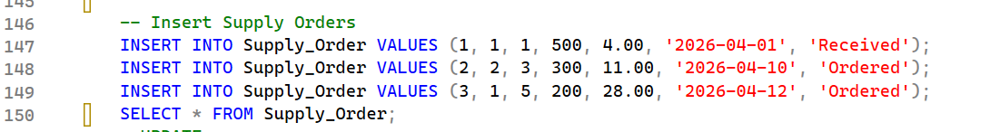 145
146 -- Insert Supply Orders
147 INSERT INTO Supply_Order VALUES (1, 1, 1, 500, 4.00, '2026-04-01', 'Received');
148 INSERT INTO Supply_Order VALUES (2, 2, 3, 300, 11.00, '2026-04-10', 'Ordered');
149 INSERT INTO Supply_Order VALUES (3, 1, 5, 200, 28.00, '2026-04-12', 'Ordered');
150 SELECT * FROM Supply_Order;
UPDATE